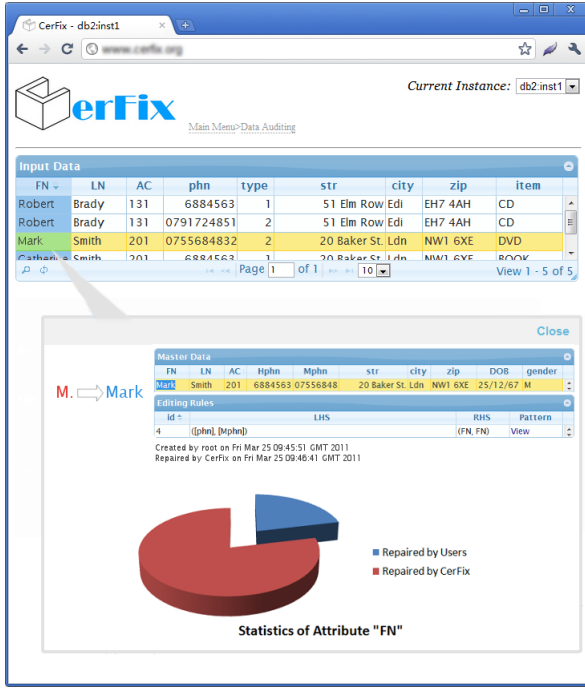 CerFix - db2:inst1
Current Instance: db2:inst1
CerFix
Main Menu>Data Auditing
Input Data
FN LN AC phn type str city zip item
Robert Brady 131 6884563 1 51 Elm Row Edi EH7 4AH CD
Robert Brady 131 0791724851 2 51 Elm Row Edi EH7 4AH CD
Mark Smith 201 0755684832 2 20 Baker St. Ldn NW1 6XE DVD
Catherina Smith 201 6884563 1 20 Baker St. Ldn NW1 6XE BOOK
Page 1 of 1 10 View 1 - 5 of 5
Close
Master Data
FN LN AC Hphn Mphn str city zip DOB gender
Mark Smith 201 6884563 07556848 20 Baker St. Ldn NW1 6XE 25/12/67 M
M. Mark
Editing Rules
id LHS RHS Pattern
4 ([phn], [Mphn]) (FN, FN) View
Created by root on Fri Mar 25 09:45:51 GMT 2011
Repaired by CerFix on Fri Mar 25 09:46:41 GMT 2011
Repaired by Users
Repaired by CerFix
Statistics of Attribute "FN"